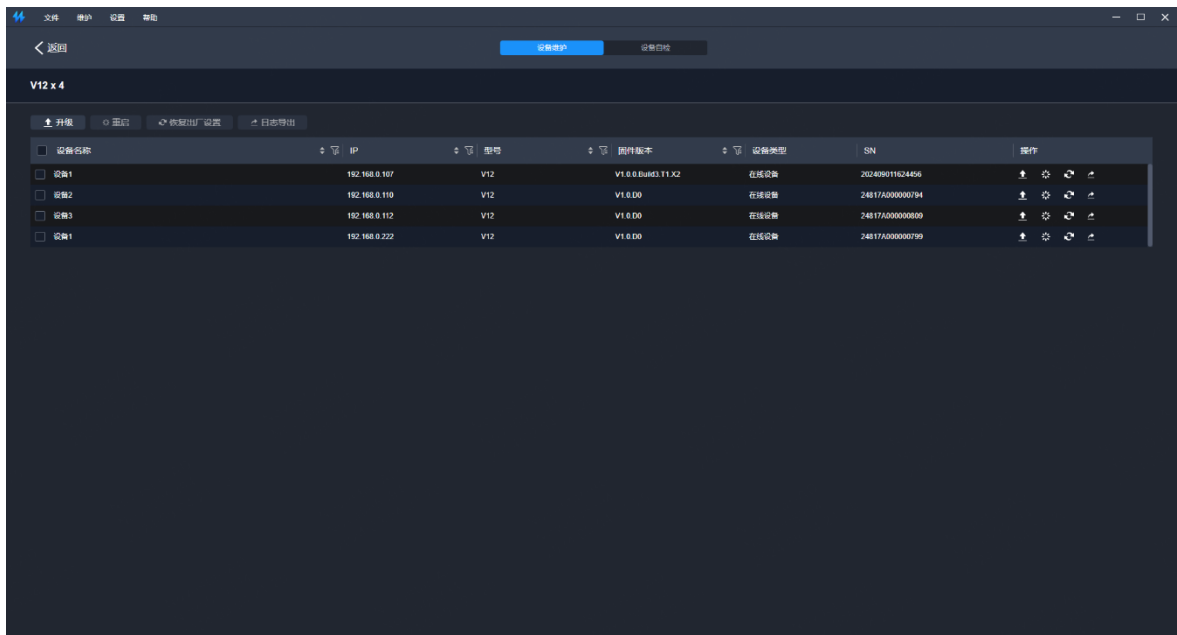 文件 维护 设置 帮助
返回 设备维护 设备自检
V12 x 4
升级 重启 恢复出厂设置 日志导出
设备名称 IP 型号 固件版本 设备类型 SN 操作
设备1 192.168.0.107 V12 V1.0.0.Build3.T1.X2 在线设备 202409011624456
设备2 192.168.0.110 V12 V1.0.D0 在线设备 24817A000000794
设备3 192.168.0.112 V12 V1.0.D0 在线设备 24817A000000809
设备1 192.168.0.222 V12 V1.0.D0 在线设备 24817A000000799